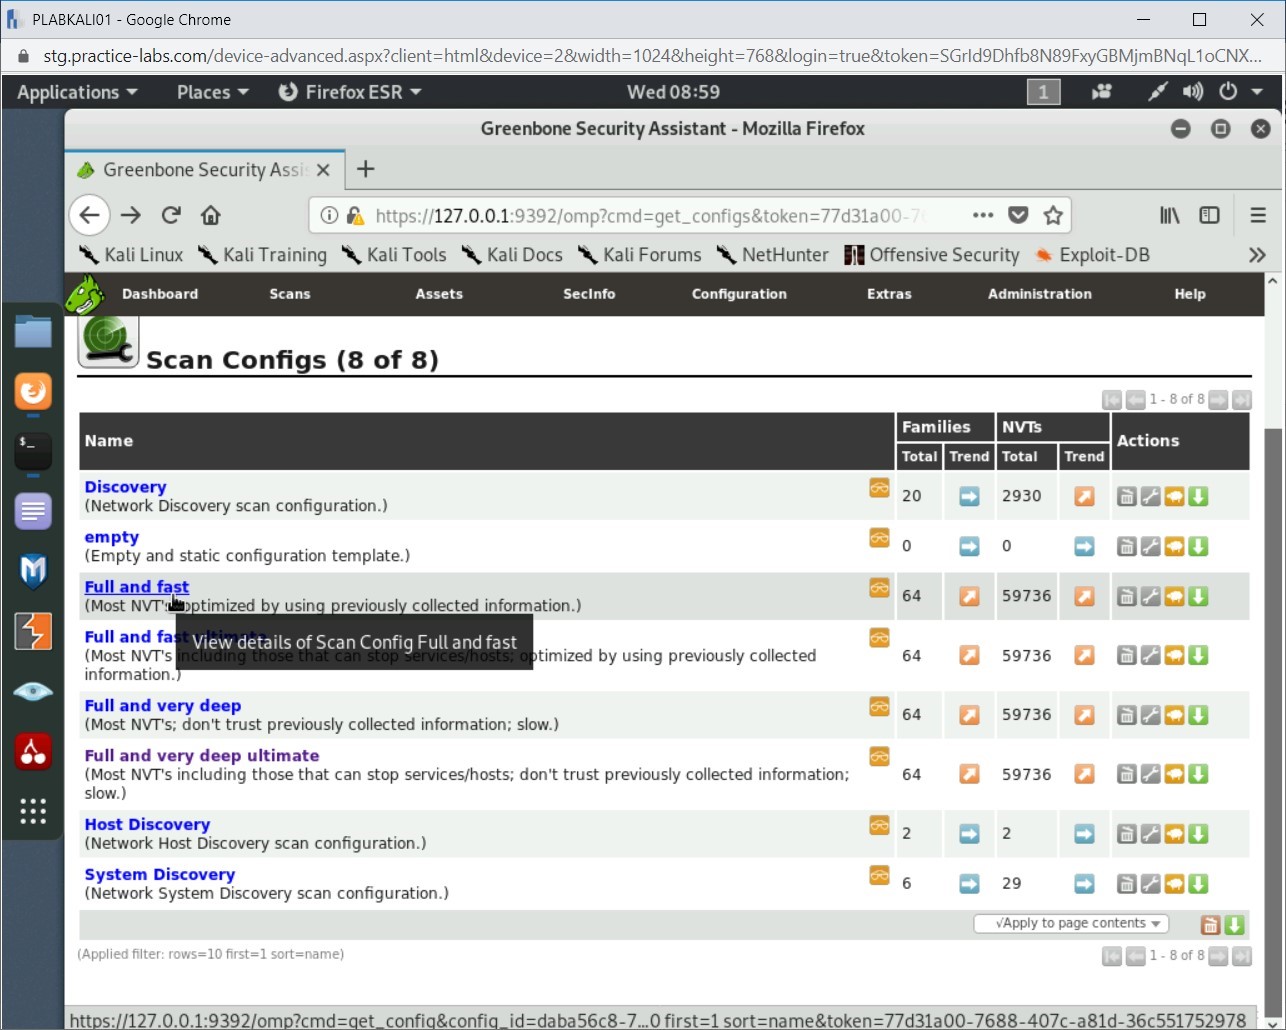 PLABKALI01 - Google Chrome
stg.practice-labs.com/device-advanced.aspx?client=html&device=2&width=1024&height=768&login=true&token=SGrId9Dhfb8N89FxyGBMjmBNqL1oCNX...
Applications Places Firefox ESR Wed 08:59 1
Greenbone Security Assistant - Mozilla Firefox
Greenbone Security Assis
https://127.0.0.1:9392/omp?cmd=get_configs&token=77d31a00-7
Kali Linux Kali Training Kali Tools Kali Docs Kali Forums NetHunter Offensive Security Exploit-DB
Dashboard Scans Assets SecInfo Configuration Extras Administration Help
Scan Configs (8 of 8)
1 - 8 of 8
Name Families NVTs Actions
Total Trend Total Trend
Discovery
(Network Discovery scan configuration.)
20 2930
empty
(Empty and static configuration template.)
0 0
Full and fast
(Most NVT's; optimized by using previously collected information.)
64 59736
View details of Scan Config Full and fast
Full and fast ultimate
(Most NVT's including those that can stop services/hosts; optimized by using previously collected
information.)
64 59736
Full and very deep
(Most NVT's; don't trust previously collected information; slow.)
64 59736
Full and very deep ultimate
(Most NVT's including those that can stop services/hosts; don't trust previously collected information;
slow.)
64 59736
Host Discovery
(Network Host Discovery scan configuration.)
2 2
System Discovery
(Network System Discovery scan configuration.)
6 29
√Apply to page contents
(Applied filter: rows=10 first=1 sort=name)
1 - 8 of 8
https://127.0.0.1:9392/omp?cmd=get_config&config_id=daba56c8-7...0 first=1 sort=name&token=77d31a00-7688-407c-a81d-36c551752978